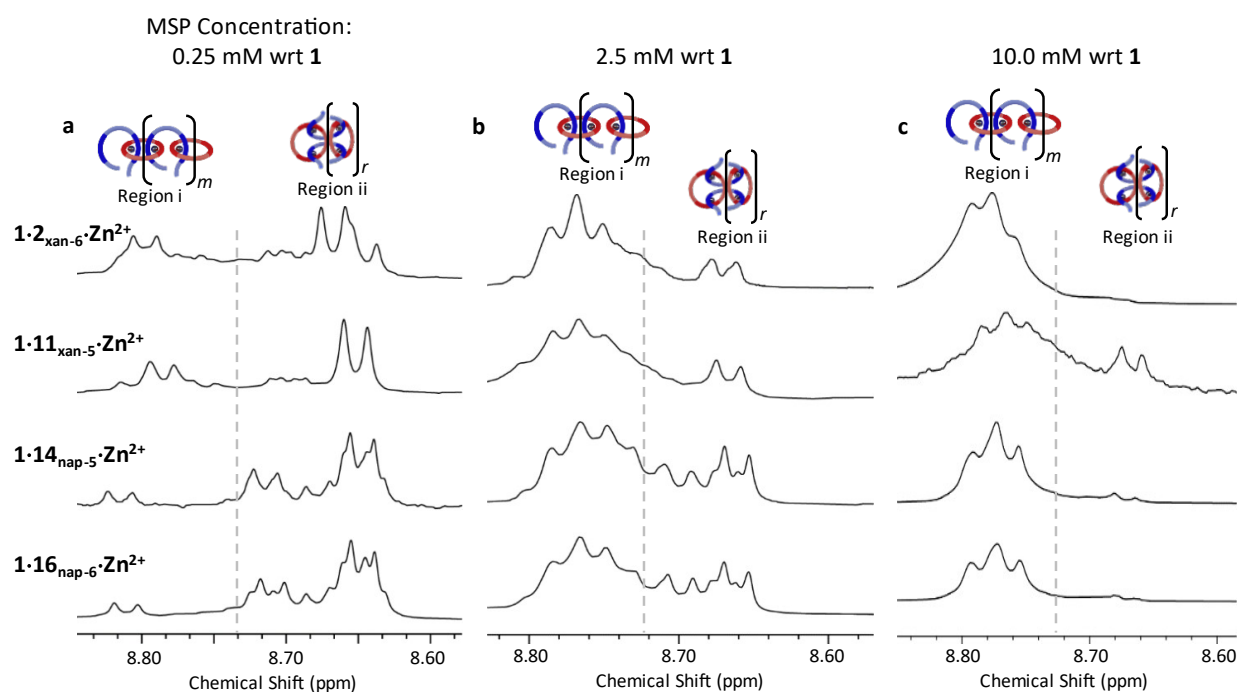 MSP Concentration:
0.25 mM wrt 1
2.5 mM wrt 1
10.0 mM wrt 1
a
m
Region i
r
Region ii
b
m
Region i
r
Region ii
c
m
Region i
r
Region ii
1·2xan-6·Zn2+
1·11xan-5·Zn2+
1·14nap-5·Zn2+
1·16nap-6·Zn2+
8.80 8.70 8.60
8.80 8.70 8.60
8.80 8.70 8.60
Chemical Shift (ppm)
Chemical Shift (ppm)
Chemical Shift (ppm)